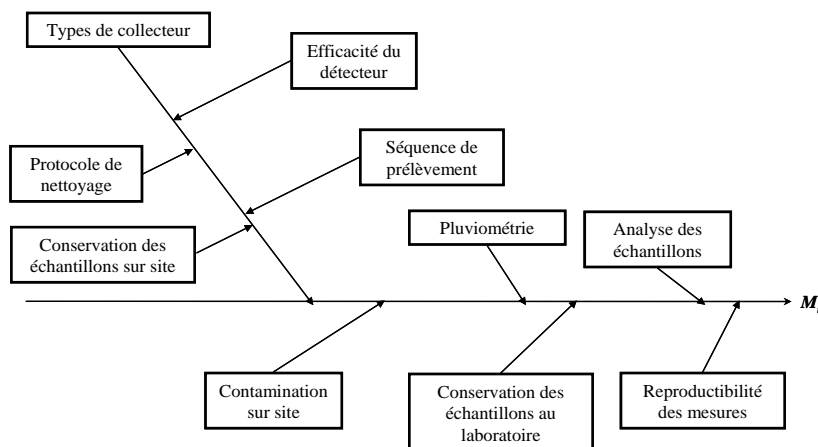 Types de collecteur
Efficacité du
détecteur
Protocole de
nettoyage
Séquence de
prélèvement
Conservation des
échantillons sur site
Pluviométrie
Analyse des
échantillons
Contamination
sur site
Conservation des
échantillons au
laboratoire
Reproductibilité
des mesures